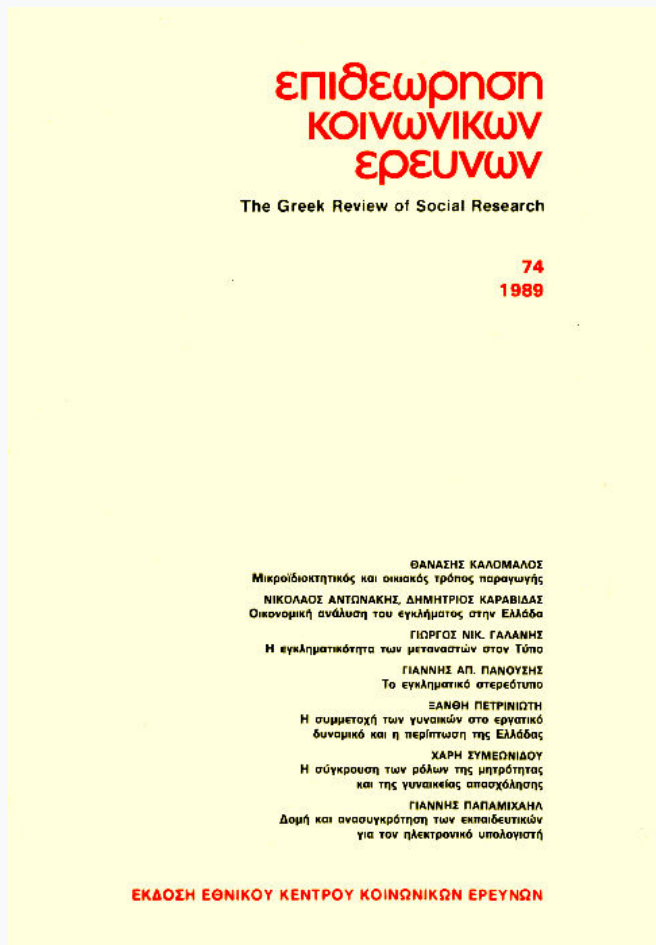 επιθεωρηση
κοινωνικων
ερευνων
The Greek Review of Social Research
74
1989
ΘΑΝΑΣΗΣ ΚΑΛΟΜΑΛΟΣ
Μικροϊδιοκτητικός και οικιακός τρόπος παραγωγής
ΝΙΚΟΛΑΟΣ ΑΝΤΩΝΑΚΗΣ, ΔΗΜΗΤΡΙΟΣ ΚΑΡΑΒΙΔΑΣ
Οικονομική ανάλυση του εγκλήματος στην Ελλάδα
ΓΙΩΡΓΟΣ ΝΙΚ. ΓΑΛΑΝΗΣ
Η εγκληματικότητα των μεταναστών στον Τύπο
ΓΙΑΝΝΗΣ ΑΠ. ΠΑΝΟΥΣΗΣ
Το εγκληματικό στερεότυπο
ΞΑΝΘΗ ΠΕΤΡΙΝΙΩΤΗ
Η συμμετοχή των γυναικών στο εργατικό
δυναμικό και η περίπτωση της Ελλάδας
ΧΑΡΗ ΣΥΜΕΩΝΙΔΟΥ
Η σύγκρουση των ρόλων της μητρότητας
και της γυναικείας απασχόλησης
ΓΙΑΝΝΗΣ ΠΑΠΑΜΙΧΑΗΛ
Δομή και ανασυγκρότηση των εκπαιδευτικών
για τον ηλεκτρονικό υπολογιστή
ΕΚΔΟΣΗ ΕΘΝΙΚΟΥ ΚΕΝΤΡΟΥ ΚΟΙΝΩΝΙΚΩΝ ΕΡΕΥΝΩΝ